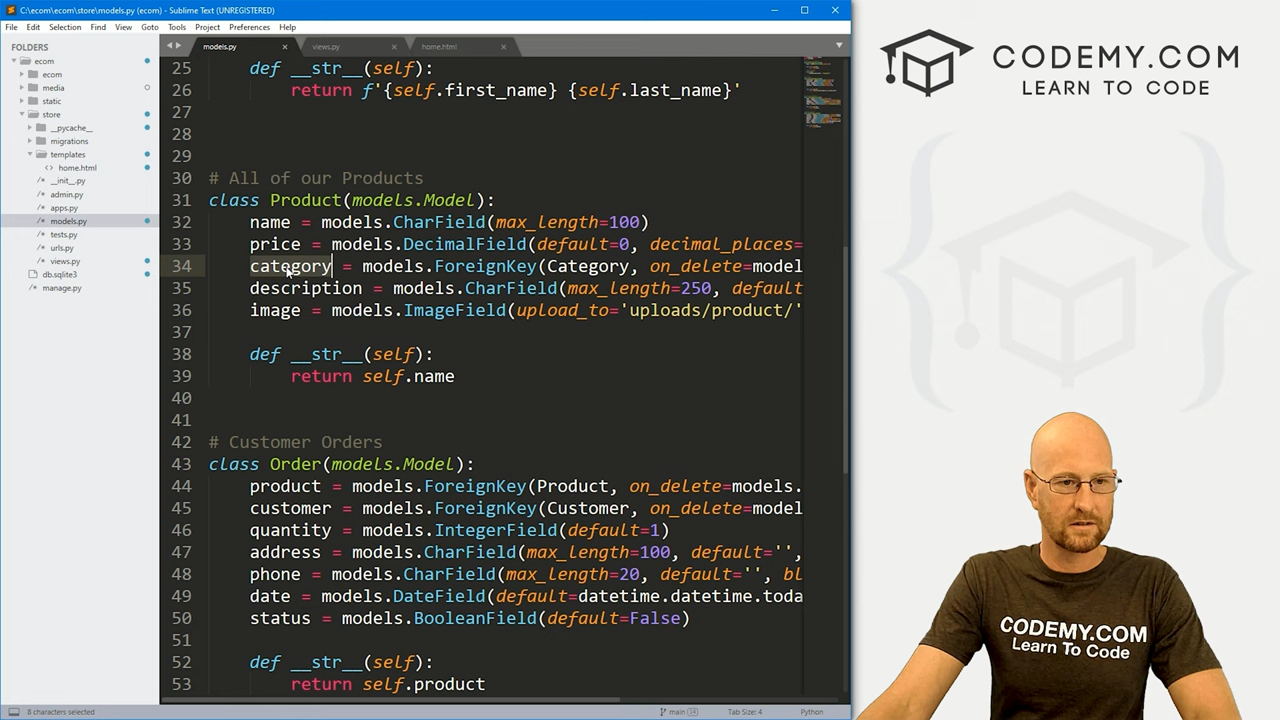 C:\ecom\ecom\store\models.py (ecom) - Sublime Text (UNREGISTERED)
File Edit Selection Find View Goto Tools Project Preferences Help
FOLDERS
ecom
ecom
media
static
store
__pycache__
migrations
templates
home.html
__init__.py
admin.py
apps.py
models.py
tests.py
urls.py
views.py
db.sqlite3
manage.py
models.py views.py home.html
25 def __str__(self):
26 return f'{self.first_name} {self.last_name}'
27
28
29
30 # All of our Products
31 class Product(models.Model):
32 name = models.CharField(max_length=100)
33 price = models.DecimalField(default=0, decimal_places=
34 category = models.ForeignKey(Category, on_delete=model
35 description = models.CharField(max_length=250, default
36 image = models.ImageField(upload_to='uploads/product/'
37
38 def __str__(self):
39 return self.name
40
41
42 # Customer Orders
43 class Order(models.Model):
44 product = models.ForeignKey(Product, on_delete=models.
45 customer = models.ForeignKey(Customer, on_delete=model
46 quantity = models.IntegerField(default=1)
47 address = models.CharField(max_length=100, default='',
48 phone = models.CharField(max_length=20, default='', bl
49 date = models.DateField(default=datetime.datetime.toda
50 status = models.BooleanField(default=False)
51
52 def __str__(self):
53 return self.product
8 characters selected
main
Tab Size: 4
Python
CODEMY.COM
LEARN TO CODE
CODEMY.COM
Learn To Code